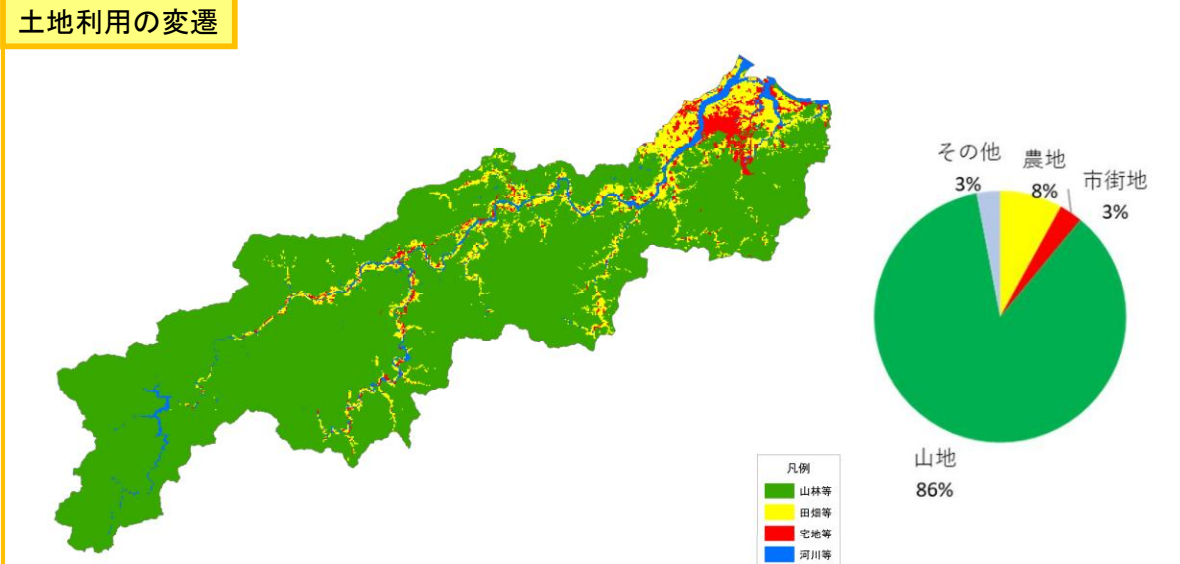 土地利用の変遷
その他
3%
農地
8%
市街地
3%
山地
86%
凡例
山林等
田畑等
宅地等
河川等